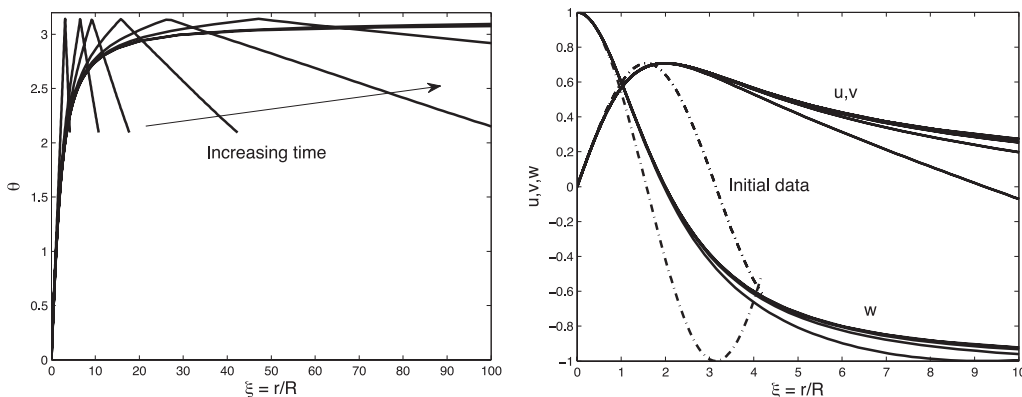 3
2.5
2
1.5
1
0.5
0
θ
0 10 20 30 40 50 60 70 80 90 100
ξ = r/R
Increasing time
1
0.8
0.6
0.4
0.2
0
−0.2
−0.4
−0.6
−0.8
−1
u,v,w
0 1 2 3 4 5 6 7 8 9 10
ξ = r/R
u,v
Initial data
w